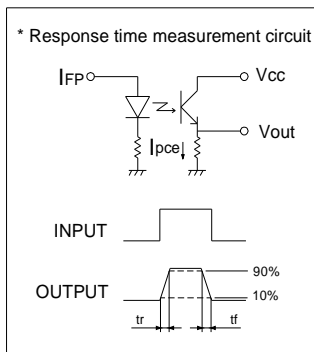 * Response time measurement circuit
IFP
Vcc
Vout
Ipce
INPUT
90%
OUTPUT
10%
tr
tf